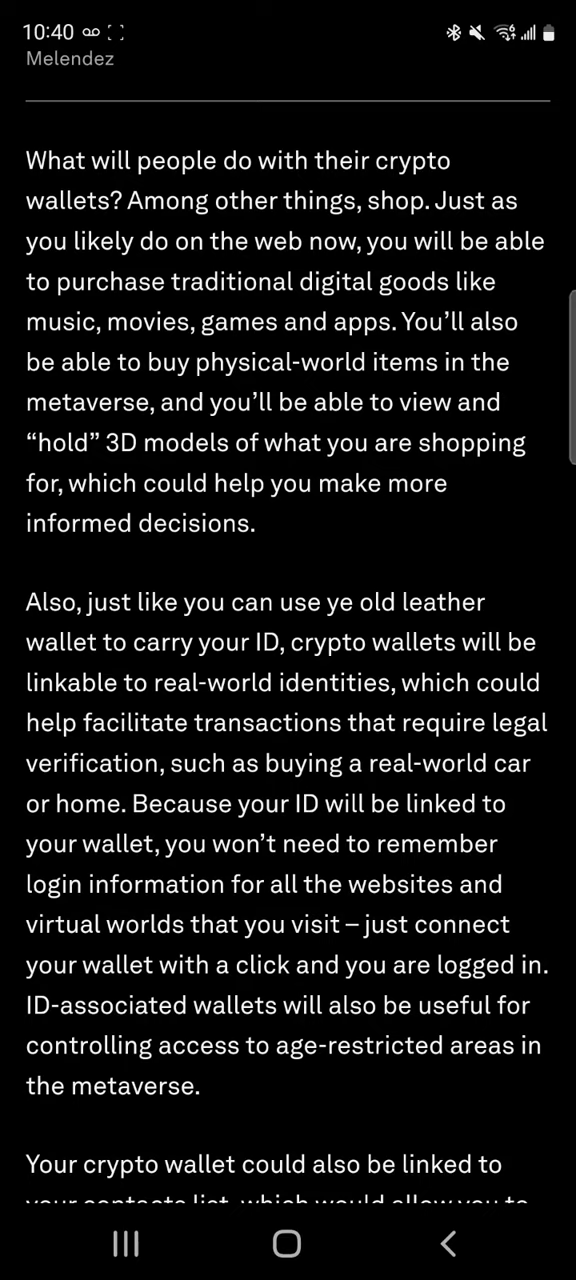 10:40
Melendez
What will people do with their crypto
wallets? Among other things, shop. Just as
you likely do on the web now, you will be able
to purchase traditional digital goods like
music, movies, games and apps. You’ll also
be able to buy physical-world items in the
metaverse, and you’ll be able to view and
“hold” 3D models of what you are shopping
for, which could help you make more
informed decisions.
Also, just like you can use ye old leather
wallet to carry your ID, crypto wallets will be
linkable to real-world identities, which could
help facilitate transactions that require legal
verification, such as buying a real-world car
or home. Because your ID will be linked to
your wallet, you won’t need to remember
login information for all the websites and
virtual worlds that you visit – just connect
your wallet with a click and you are logged in.
ID-associated wallets will also be useful for
controlling access to age-restricted areas in
the metaverse.
Your crypto wallet could also be linked to
your contacts list, which would allow you to